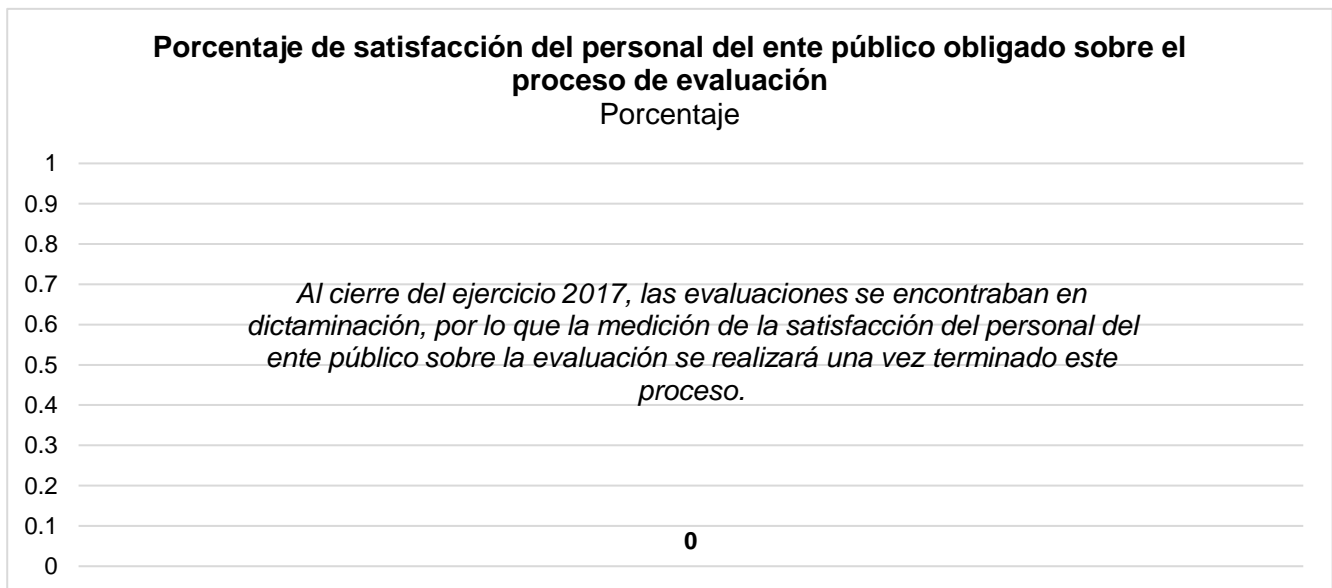 Porcentaje de satisfacción del personal del ente público obligado sobre el
proceso de evaluación
Porcentaje
1
0.9
0.8
0.7
0.6
0.5
0.4
0.3
0.2
0.1
0
Al cierre del ejercicio 2017, las evaluaciones se encontraban en
dictaminación, por lo que la medición de la satisfacción del personal del
ente público sobre la evaluación se realizará una vez terminado este
proceso.
0